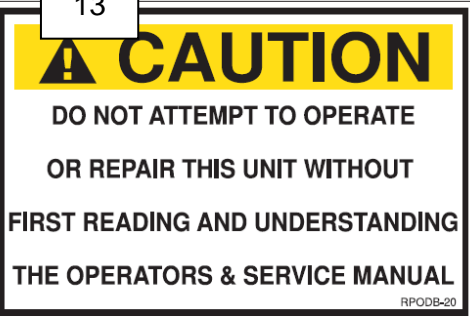 13
CAUTION
DO NOT ATTEMPT TO OPERATE
OR REPAIR THIS UNIT WITHOUT
FIRST READING AND UNDERSTANDING
THE OPERATORS & SERVICE MANUAL
RPODB-20